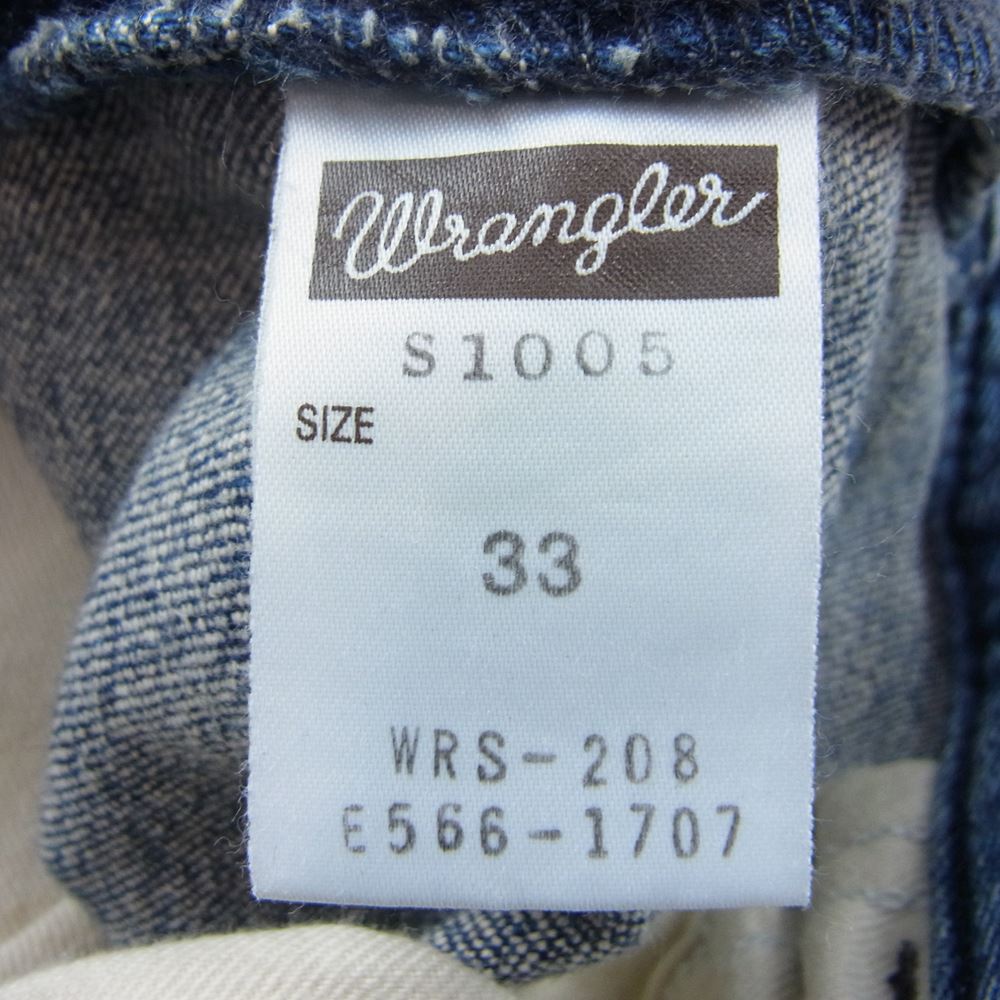 Wrangler
S1005
SIZE
33
WRS-208
E566-1707